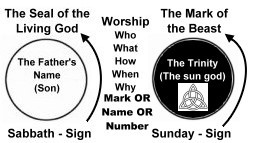 The Seal of the
Living God
The Father's
Name
(Son)
Sabbath - Sign
Worship
Who
What
How
When
Why
Mark OR
Name OR
Number
The Mark of
the Beast
The Trinity
(The sun god)
Sunday - Sign